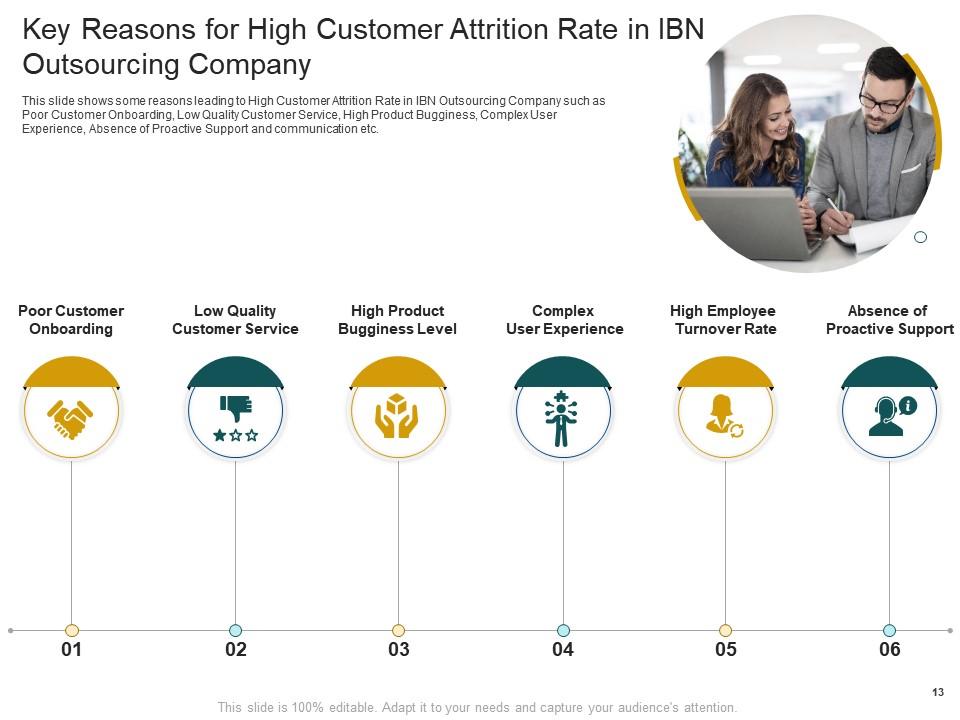 Key Reasons for High Customer Attrition Rate in IBN
Outsourcing Company
This slide shows some reasons leading to High Customer Attrition Rate in IBN Outsourcing Company such as
Poor Customer Onboarding, Low Quality Customer Service, High Product Bugginess, Complex User
Experience, Absence of Proactive Support and communication etc.
Poor Customer
Onboarding
Low Quality
Customer Service
High Product
Bugginess Level
Complex
User Experience
High Employee
Turnover Rate
Absence of
Proactive Support
01
02
03
04
05
06
13
This slide is 100% editable. Adapt it to your needs and capture your audience's attention.